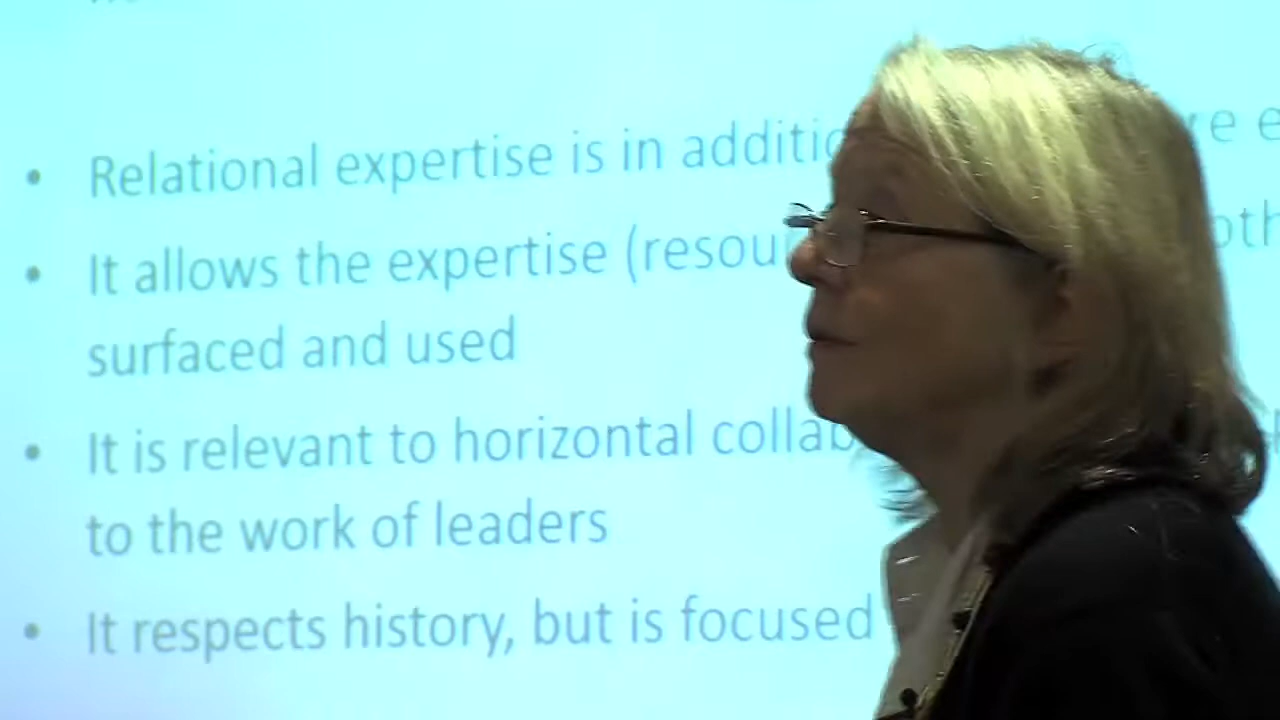 • Relational expertise is in additio
• It allows the expertise (resou oth
surfaced and used
• It is relevant to horizontal collab
to the work of leaders
• It respects history, but is focused